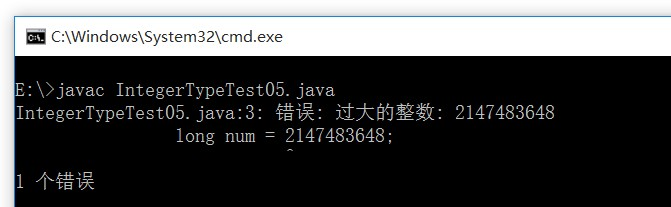 C:\Windows\System32\cmd.exe
E:\>javac IntegerTypeTest05.java
IntegerTypeTest05.java:3: 错误: 过大的整数: 2147483648
long num = 2147483648;
^
1 个错误